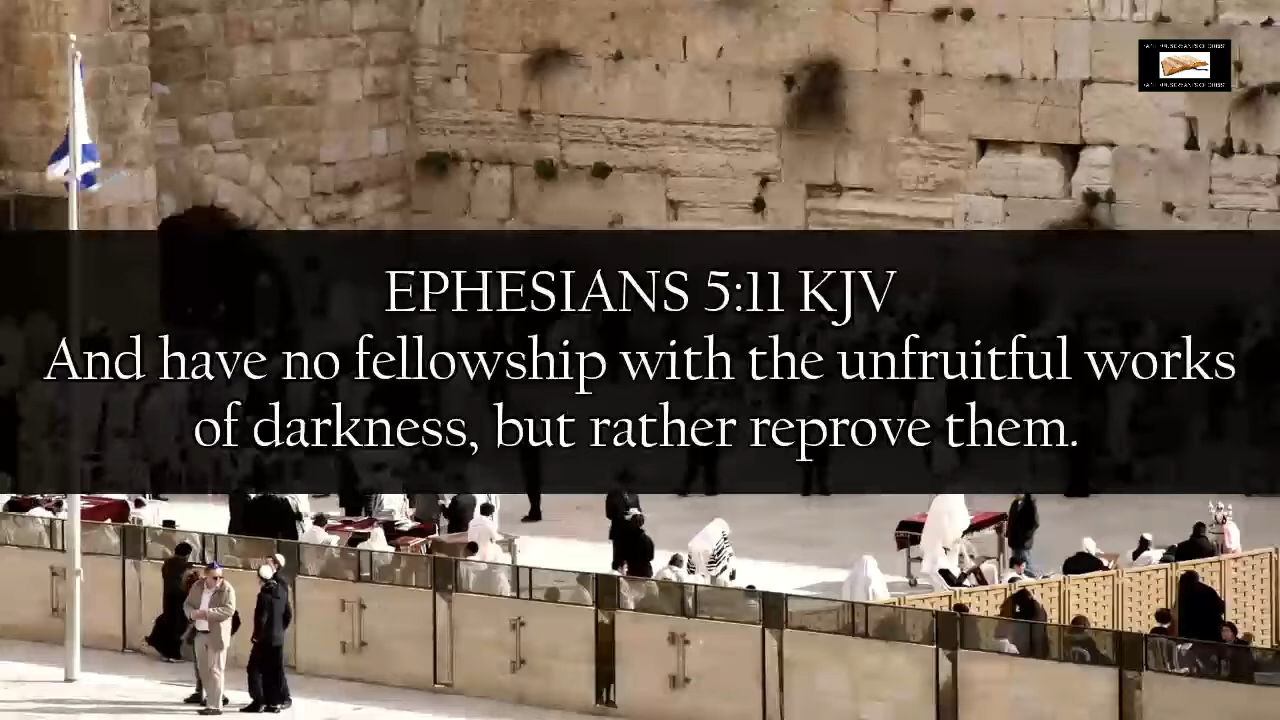 EPHESIANS 5:11 KJV
And have no fellowship with the unfruitful works
of darkness, but rather reprove them.